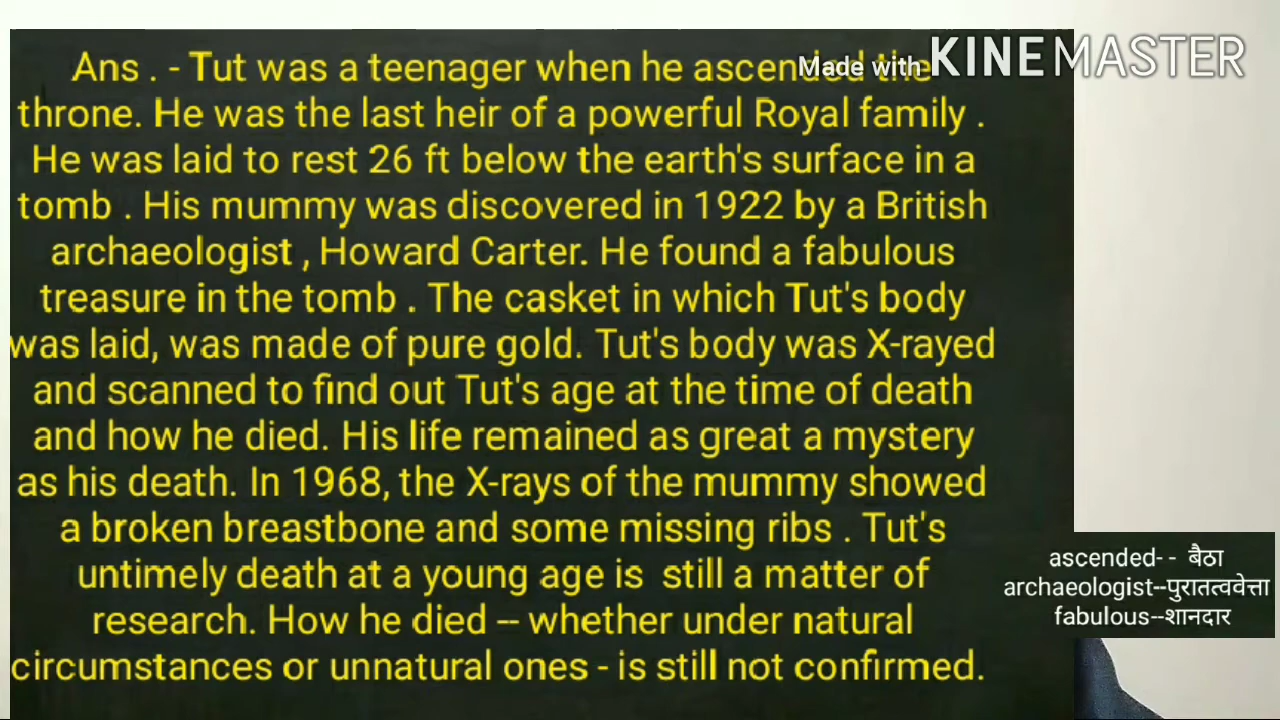 Ans . - Tut was a teenager when he ascended the
Made with KINEMASTER
throne. He was the last heir of a powerful Royal family .
He was laid to rest 26 ft below the earth's surface in a
tomb . His mummy was discovered in 1922 by a British
archaeologist , Howard Carter. He found a fabulous
treasure in the tomb . The casket in which Tut's body
was laid, was made of pure gold. Tut's body was X-rayed
and scanned to find out Tut's age at the time of death
and how he died. His life remained as great a mystery
as his death. In 1968, the X-rays of the mummy showed
a broken breastbone and some missing ribs . Tut's
untimely death at a young age is still a matter of
research. How he died -- whether under natural
circumstances or unnatural ones - is still not confirmed.
ascended- - बैठा
archaeologist--पुरातत्ववेत्ता
fabulous--शानदार